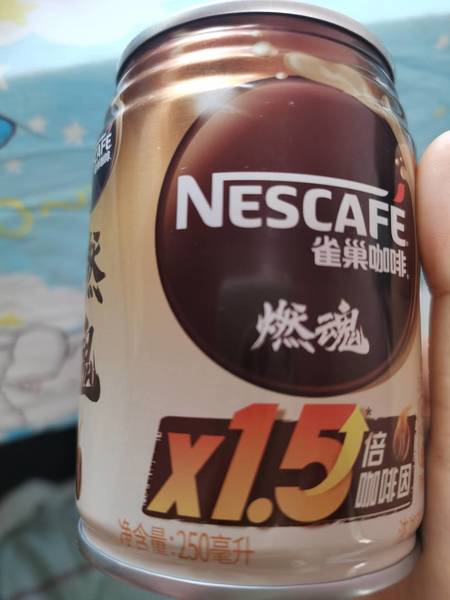 NESCAFÉ
雀巢咖啡
燃魂
x1.5
倍
咖啡因
净含量:250毫升